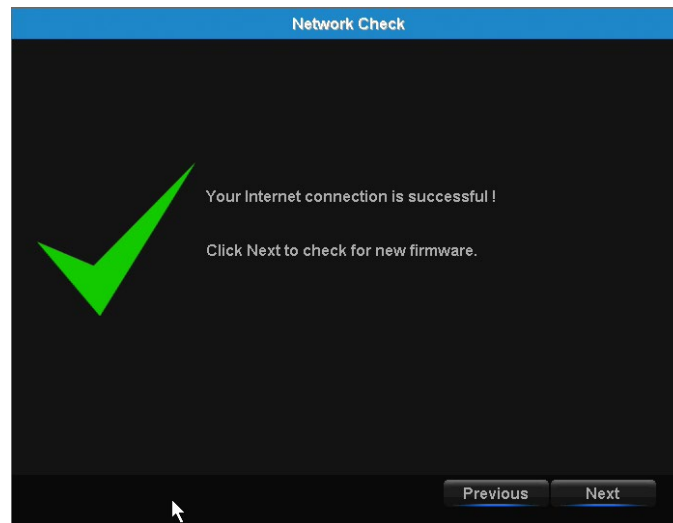 Network Check
Your Internet connection is successful !
Click Next to check for new firmware.
Previous
Next